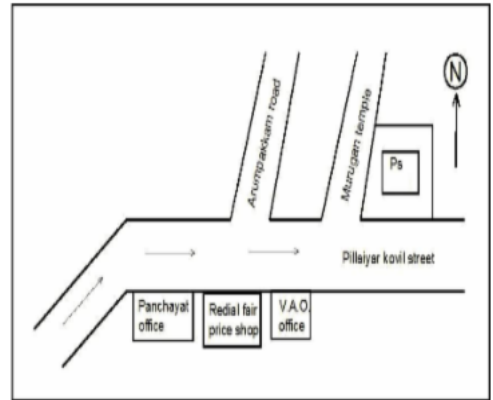 N
Arumpakkam road
Murugan temple
Ps
Pillaiyar kovil street
Panchayat
office
Redial fair
price shop
V.A.O.
office